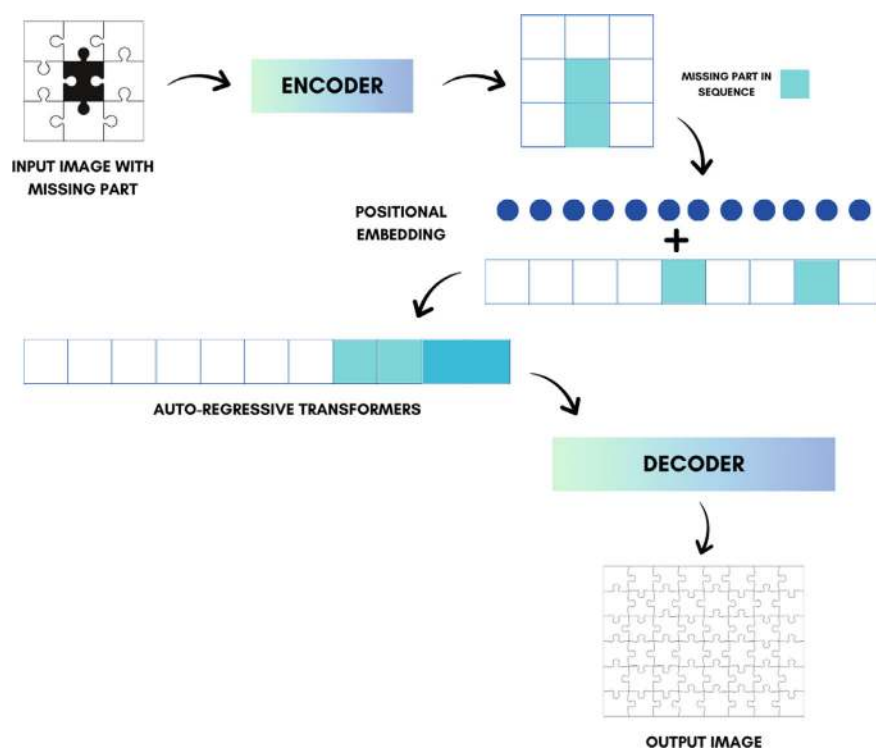 ENCODER
MISSING PART IN
SEQUENCE
INPUT IMAGE WITH
MISSING PART
POSITIONAL
EMBEDDING
+
AUTO-REGRESSIVE TRANSFORMERS
DECODER
OUTPUT IMAGE